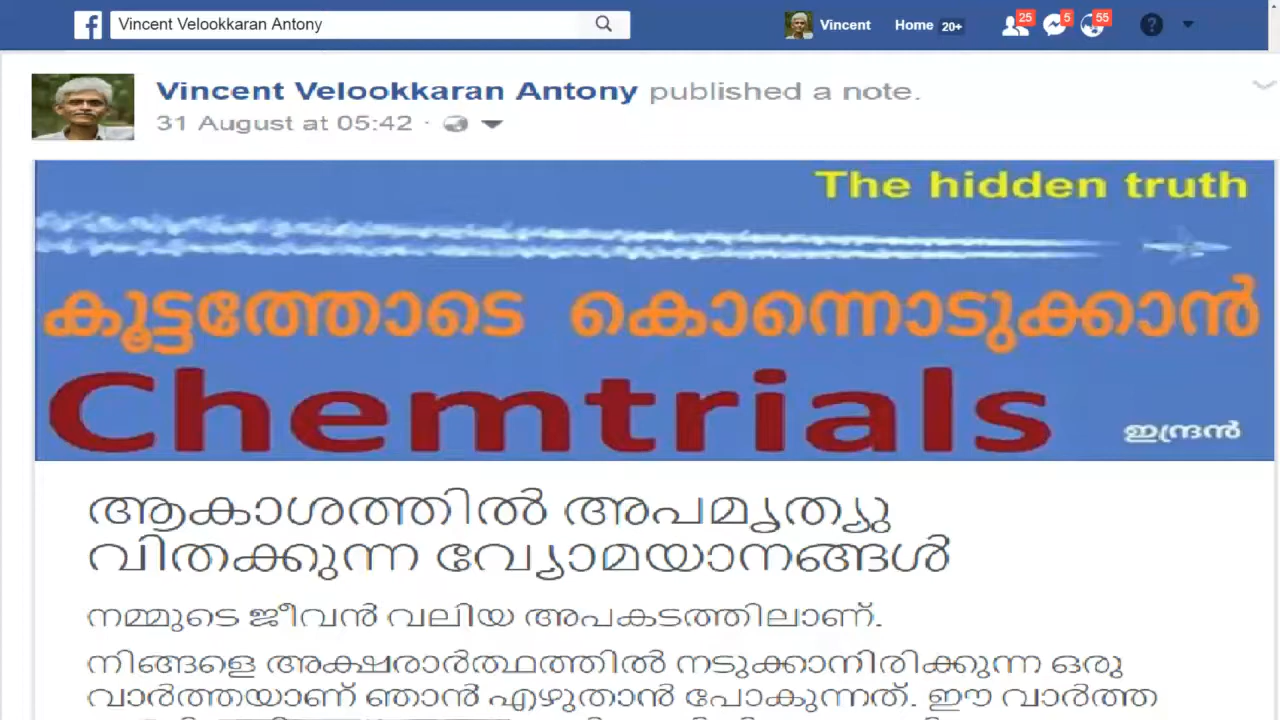 Vincent Velookkaran Antony
Vincent
Home 20+
25
5
55
Vincent Velookkaran Antony published a note.
31 August at 05:42 ·
The hidden truth
കൂട്ടത്തോടെ കൊന്നൊടുക്കാൻ
Chemtrials
ഇന്ദ്രൻ
ആകാശത്തിൽ അപമൃത്യു
വിതക്കുന്ന വ്യോമയാനങ്ങൾ
നമ്മുടെ ജീവൻ വലിയ അപകടത്തിലാണ്.
നിങ്ങളെ അക്ഷരാർത്ഥത്തിൽ നടുക്കാനിരിക്കുന്ന ഒരു
വാർത്തയാണ് ഞാൻ എഴുതാൻ പോകുന്നത്. ഈ വാർത്ത